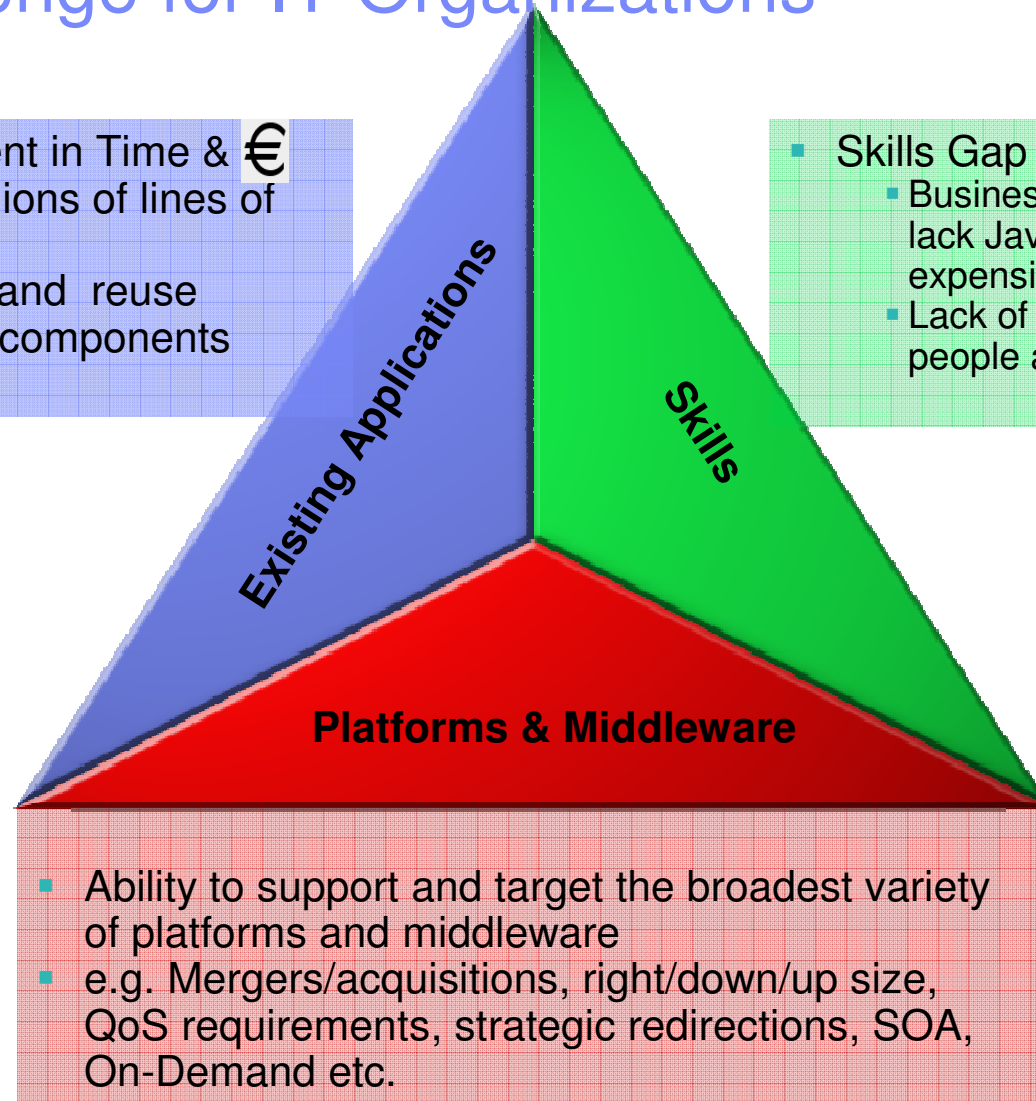 for IT Organizations
ent in Time & €
ions of lines of
and reuse
components
Skills Gap
Busines
lack Jav
expensi
Lack of
people a
Existing Applications
Skills
Platforms & Middleware
Ability to support and target the broadest variety
of platforms and middleware
e.g. Mergers/acquisitions, right/down/up size,
QoS requirements, strategic redirections, SOA,
On-Demand etc.